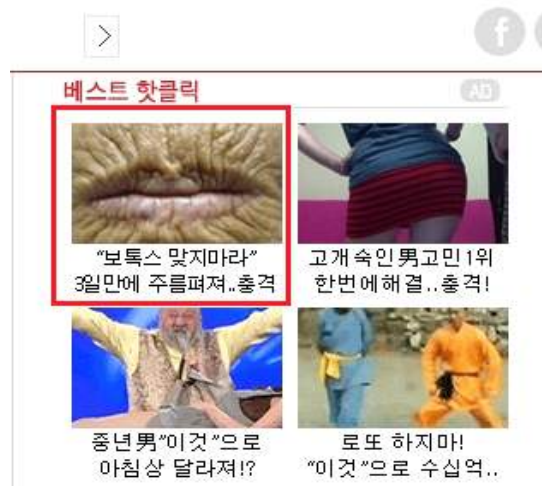 베스트 핫클릭
AD
"보톡스 맞지마라"
3일만에 주름펴져..충격
고개숙인男고민1위
한번에해결..충격!
중년男"이것"으로
아침상 달라져!?
로또 하지마!
"이것"으로 수십억..